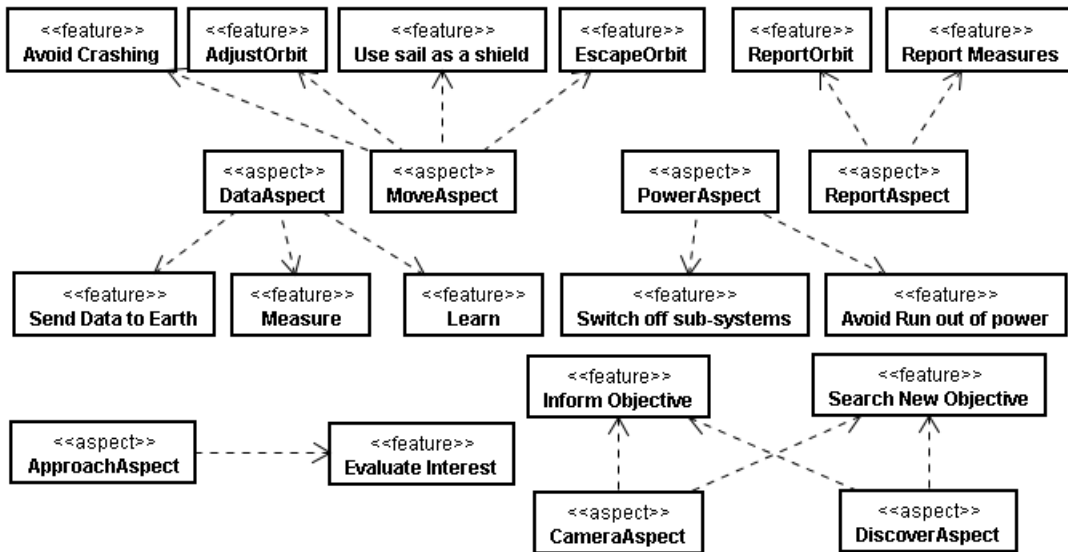 <<feature>>
Avoid Crashing
<<feature>>
AdjustOrbit
<<feature>>
Use sail as a shield
<<feature>>
EscapeOrbit
<<feature>>
ReportOrbit
<<feature>>
Report Measures
<<aspect>>
DataAspect
<<aspect>>
MoveAspect
<<aspect>>
PowerAspect
<<aspect>>
ReportAspect
<<feature>>
Send Data to Earth
<<feature>>
Measure
<<feature>>
Learn
<<feature>>
Switch off sub-systems
<<feature>>
Avoid Run out of power
<<feature>>
Inform Objective
<<feature>>
Search New Objective
<<aspect>>
ApproachAspect
<<feature>>
Evaluate Interest
<<aspect>>
CameraAspect
<<aspect>>
DiscoverAspect